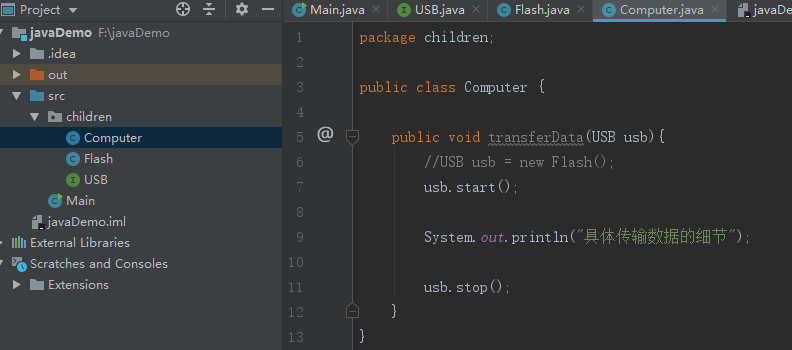 Project
Main.java
USB.java
Flash.java
Computer.java
javaDe
javaDemo F:\javaDemo
.idea
out
src
children
Computer
Flash
USB
Main
javaDemo.iml
External Libraries
Scratches and Consoles
Extensions
1 package children;
2
3 public class Computer {
4
5 @ public void transferData(USB usb){
6 //USB usb = new Flash();
7 usb.start();
8
9 System.out.println("具体传输数据的细节");
10
11 usb.stop();
12 }
13 }